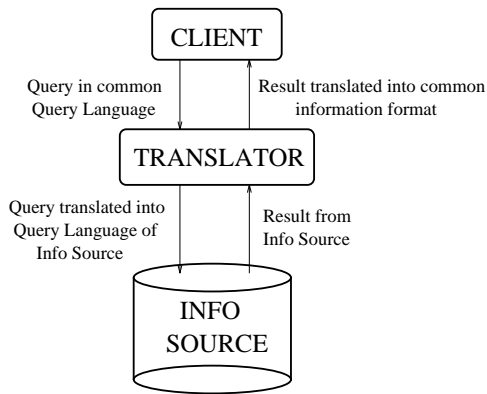 CLIENT
Query in common
Query Language
Result translated into common
information format
TRANSLATOR
Query translated into
Query Language of
Info Source
Result from
Info Source
INFO
SOURCE